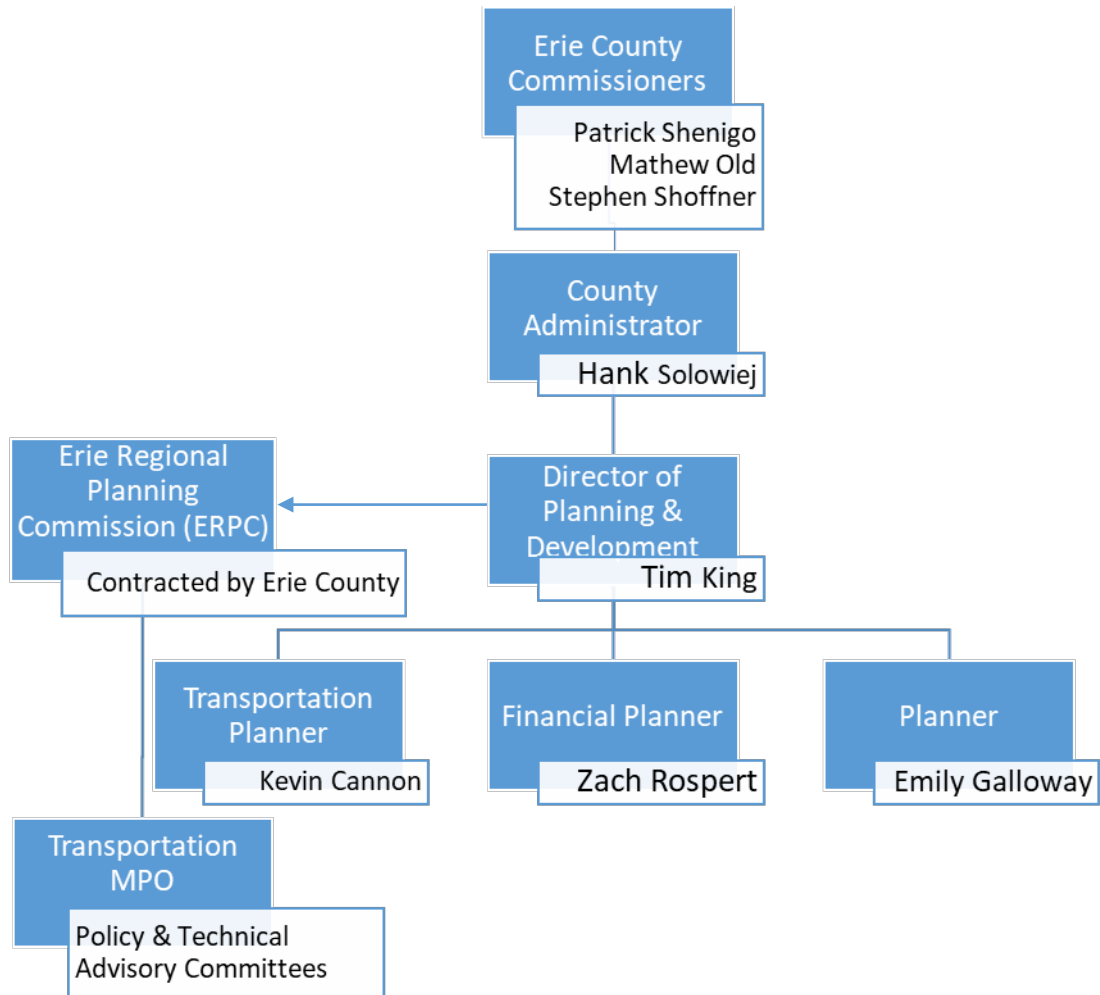 Erie County
Commissioners
Patrick Shenigo
Mathew Old
Stephen Shoffner
County
Administrator
Hank Solowiej
Erie Regional
Planning
Commission (ERPC)
Contracted by Erie County
Director of
Planning &
Development
Tim King
Transportation
Planner
Kevin Cannon
Financial Planner
Zach Rospert
Planner
Emily Galloway
Transportation
MPO
Policy & Technical
Advisory Committees